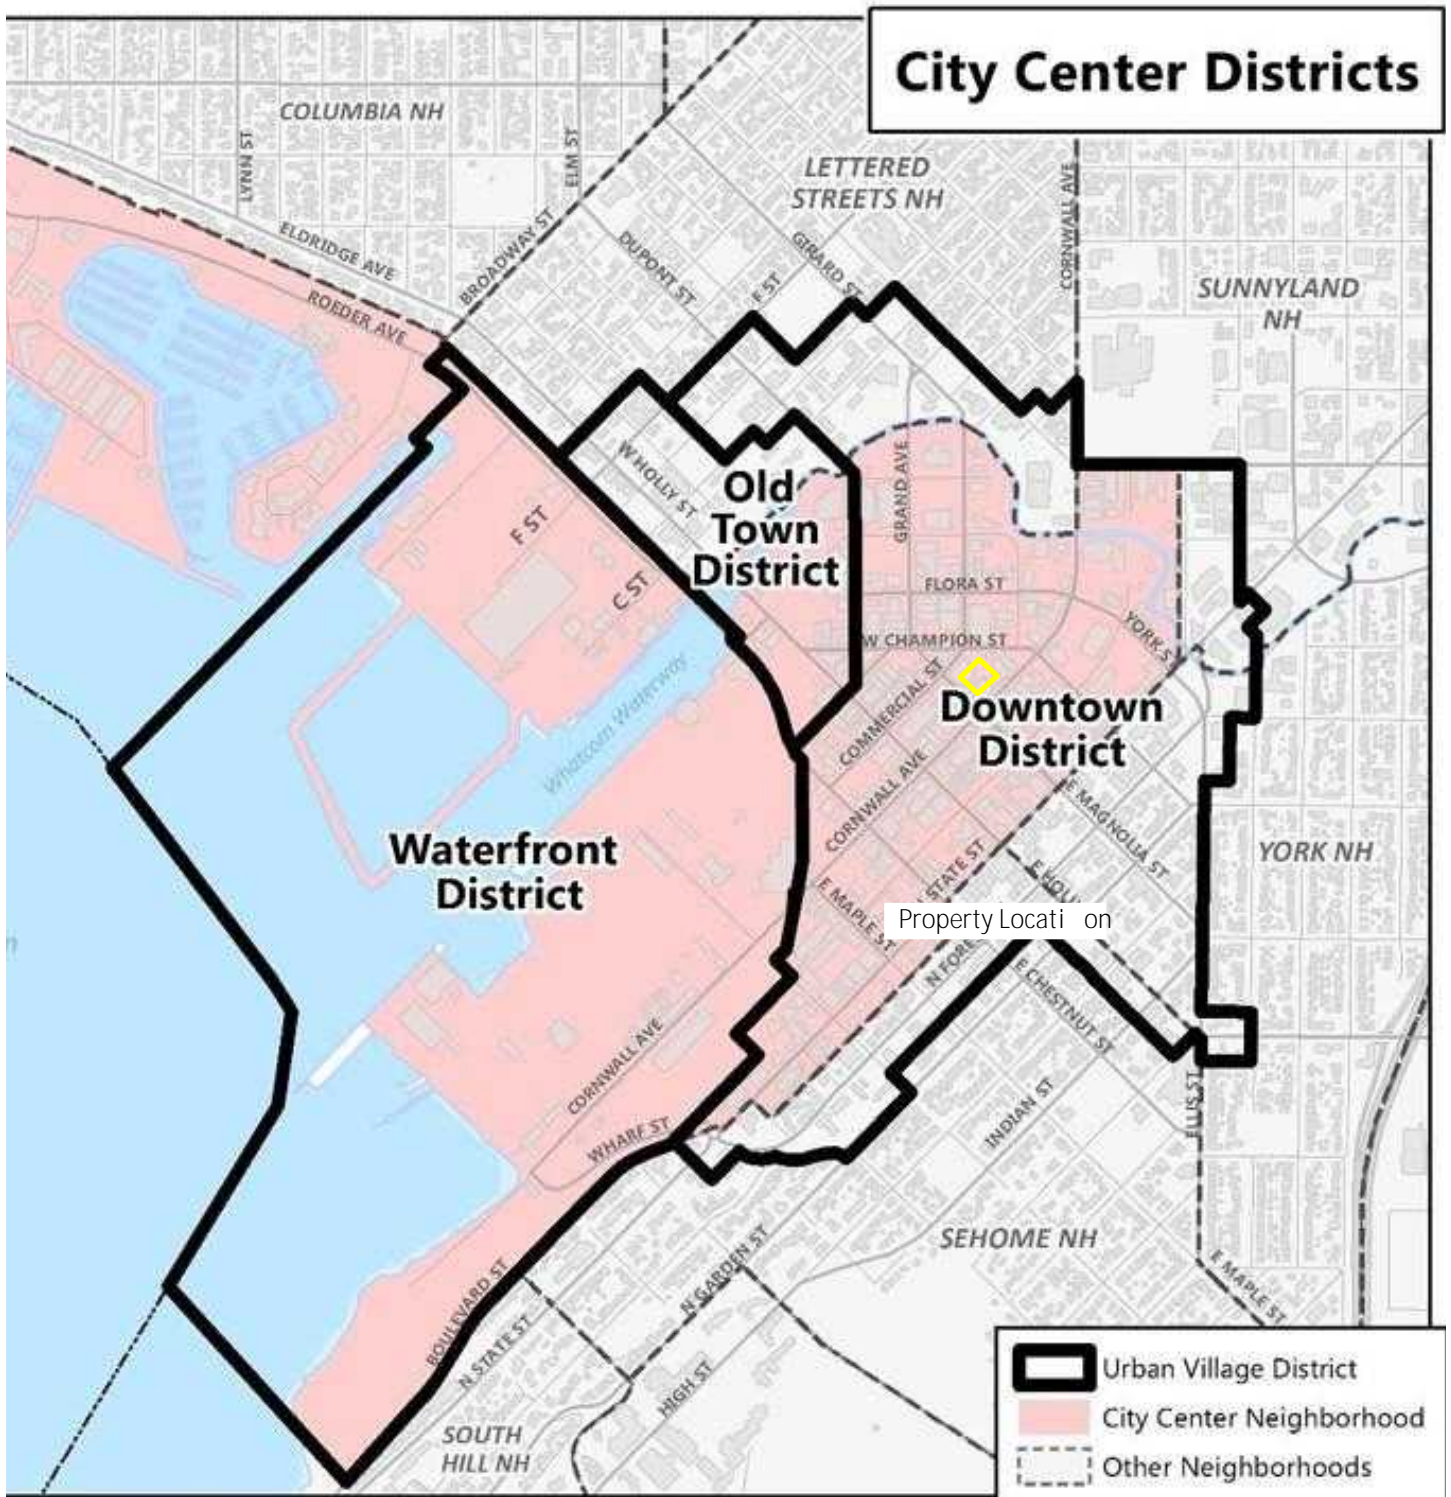 City Center Districts
COLUMBIA NH
LYNN ST
ELM ST
LETTERED
STREETS NH
CORNWALL AVE
ELDRIDGE AVE
BROADWAY ST
DUPONT ST
F ST
GIRARD ST
SUNNYLAND
NH
ROEDER AVE
W HOLLY ST
Old
Town
District
GRAND AVE
F ST
C ST
FLORA ST
W CHAMPION ST
YORK S
Whatcom Waterway
COMMERCIAL ST
Downtown
District
CORNWALL AVE
E MAGNOLIA ST
Waterfront
District
YORK NH
STATE ST
E HOL
E MAPLE ST
Property Locati on
N FORE
E CHESTNUT ST
CORNWALL AVE
WHARF ST
INDIAN ST
ELLIS ST
SEHOME NH
N GARDEN ST
E MAPLE ST
BOULEVARD ST
N STATE ST
HIGH ST
SOUTH
HILL NH
Urban Village District
City Center Neighborhood
Other Neighborhoods